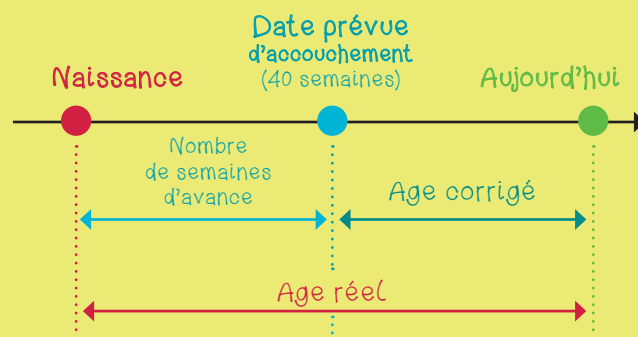 Date prévue
d'accouchement
(40 semaines)
Naissance
Aujourd'hui
Nombre
de semaines
d'avance
Age corrigé
Age réel